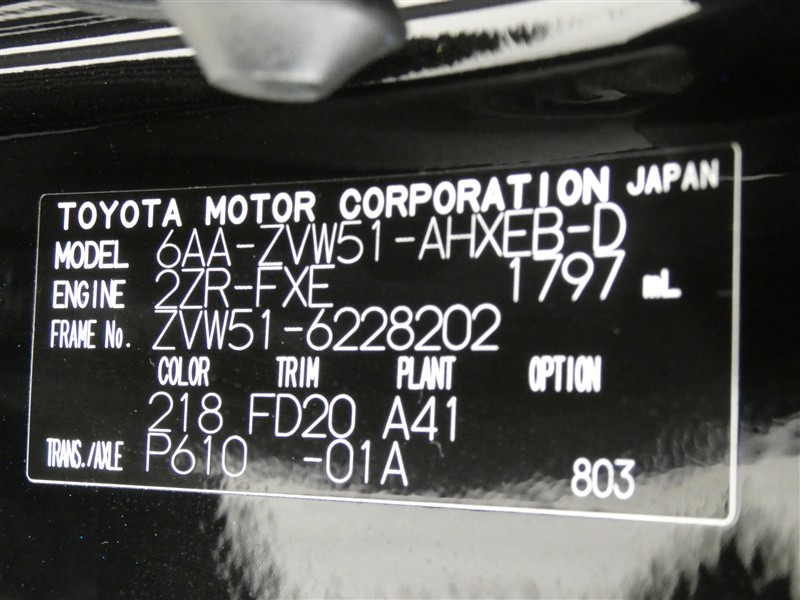 TOYOTA MOTOR CORPORATION JAPAN
MODEL 6AA-ZVW51-AHXEB-D
ENGINE 2ZR-FXE 1797 mL
FRAME No. ZVW51-6228202
COLOR TRIM PLANT OPTION
218 FD20 A41
TRANS./AXLE P610 -01A 803